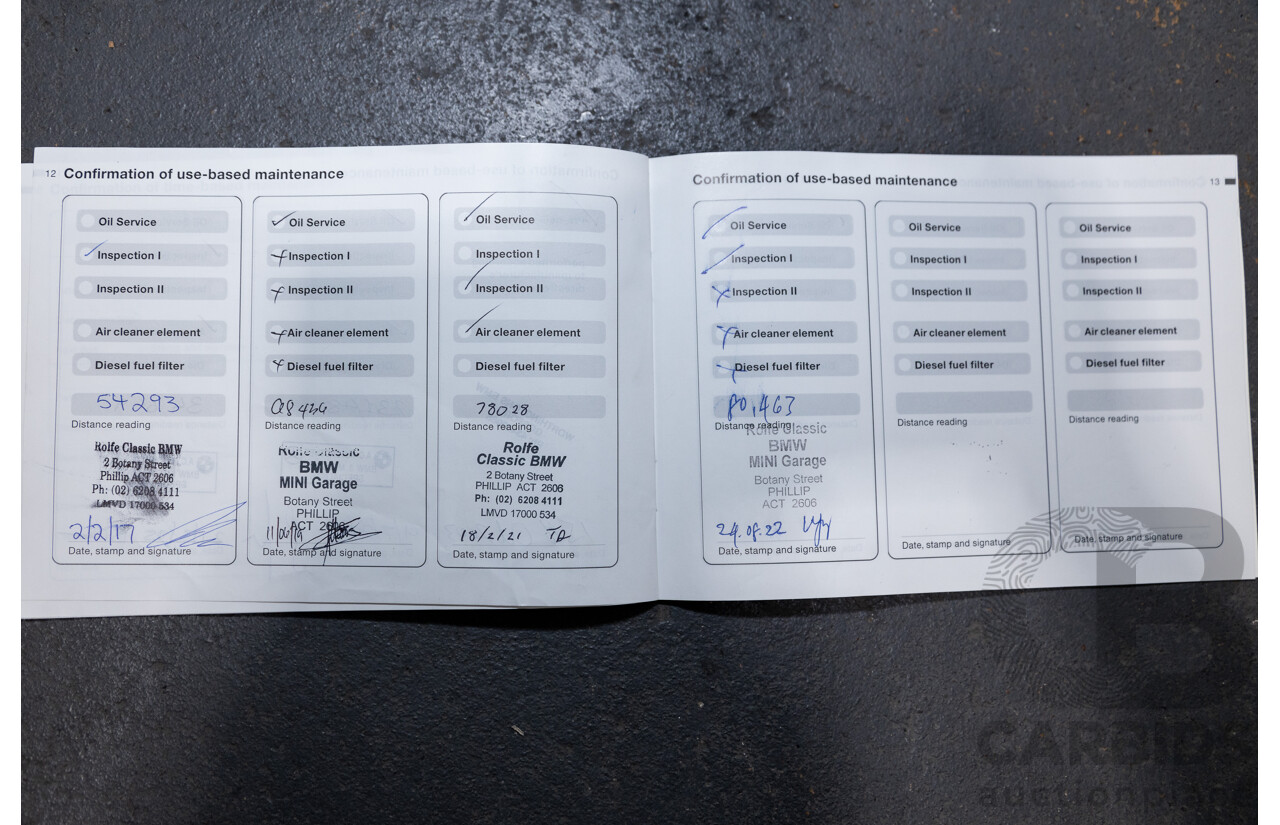 12 Confirmation of use-based maintenance
Oil Service
Inspection I
Inspection II
Air cleaner element
Diesel fuel filter
54293
Distance reading
Rolfe Classic BMW
2 Botany Street
Phillip ACT 2606
Ph: (02) 6208 4111
LMVD 17000 534
2/2/17
Date, stamp and signature
Oil Service
Inspection I
Inspection II
Air cleaner element
Diesel fuel filter
Distance reading
Rolfe Classic
BMW
MINI Garage
Botany Street
PHILLIP
ACT 2606
11/06/19
Date, stamp and signature
Oil Service
Inspection I
Inspection II
Air cleaner element
Diesel fuel filter
78028
Distance reading
Rolfe
Classic BMW
2 Botany Street
PHILLIP ACT 2606
Ph: (02) 6208 4111
LMVD 17000 534
18/2/21
Date, stamp and signature
Confirmation of use-based maintenance 13
Oil Service
Inspection I
Inspection II
Air cleaner element
Diesel fuel filter
80,463
Distance reading
Rolfe Classic
BMW
MINI Garage
Botany Street
PHILLIP
ACT 2606
24.08.22
Date, stamp and signature
Oil Service
Inspection I
Inspection II
Air cleaner element
Diesel fuel filter
Distance reading
Date, stamp and signature
Oil Service
Inspection I
Inspection II
Air cleaner element
Diesel fuel filter
Distance reading
Date, stamp and signature
CARBIDS